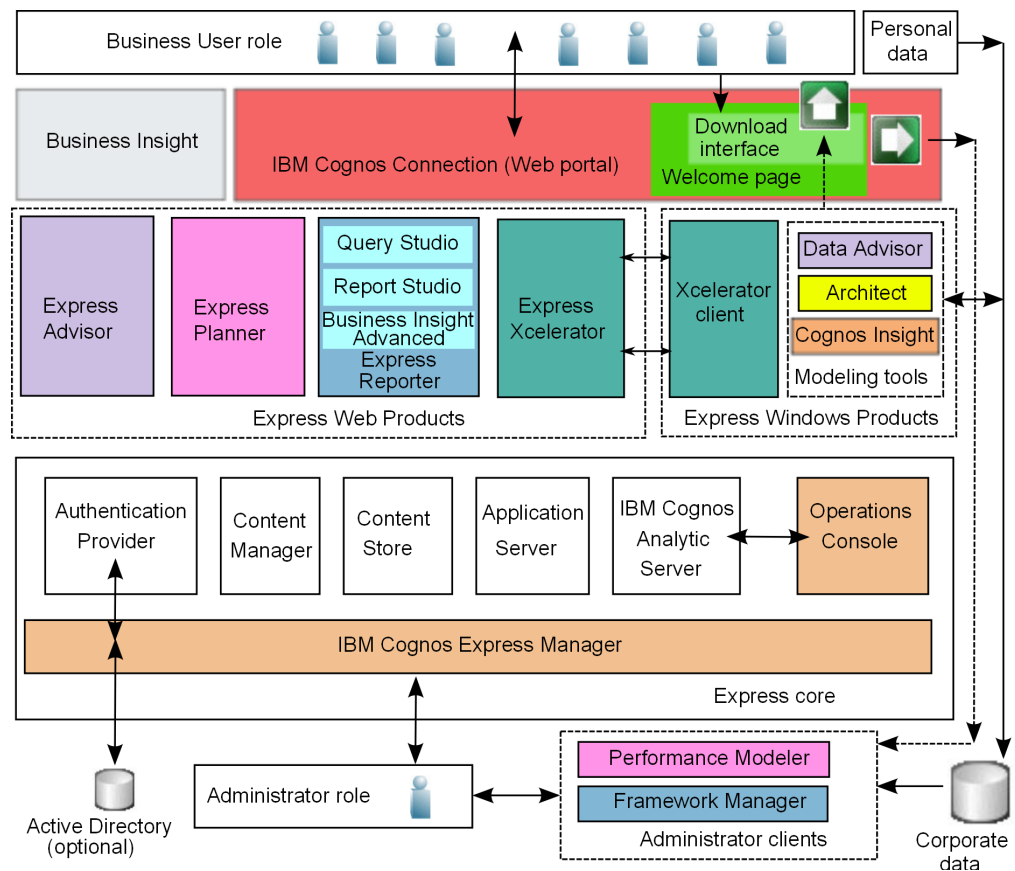 Business User role
Personal
data
Business Insight
IBM Cognos Connection (Web portal)
Download
interface
Welcome page
Express
Advisor
Express
Planner
Query Studio
Report Studio
Business Insight
Advanced
Express
Reporter
Express
Xcelerator
Express Web Products
Xcelerator
client
Data Advisor
Architect
Cognos Insight
Modeling tools
Express Windows Products
Authentication
Provider
Content
Manager
Content
Store
Application
Server
IBM Cognos
Analytic
Server
Operations
Console
IBM Cognos Express Manager
Express core
Active Directory
(optional)
Administrator role
Performance Modeler
Framework Manager
Administrator clients
Corporate
data